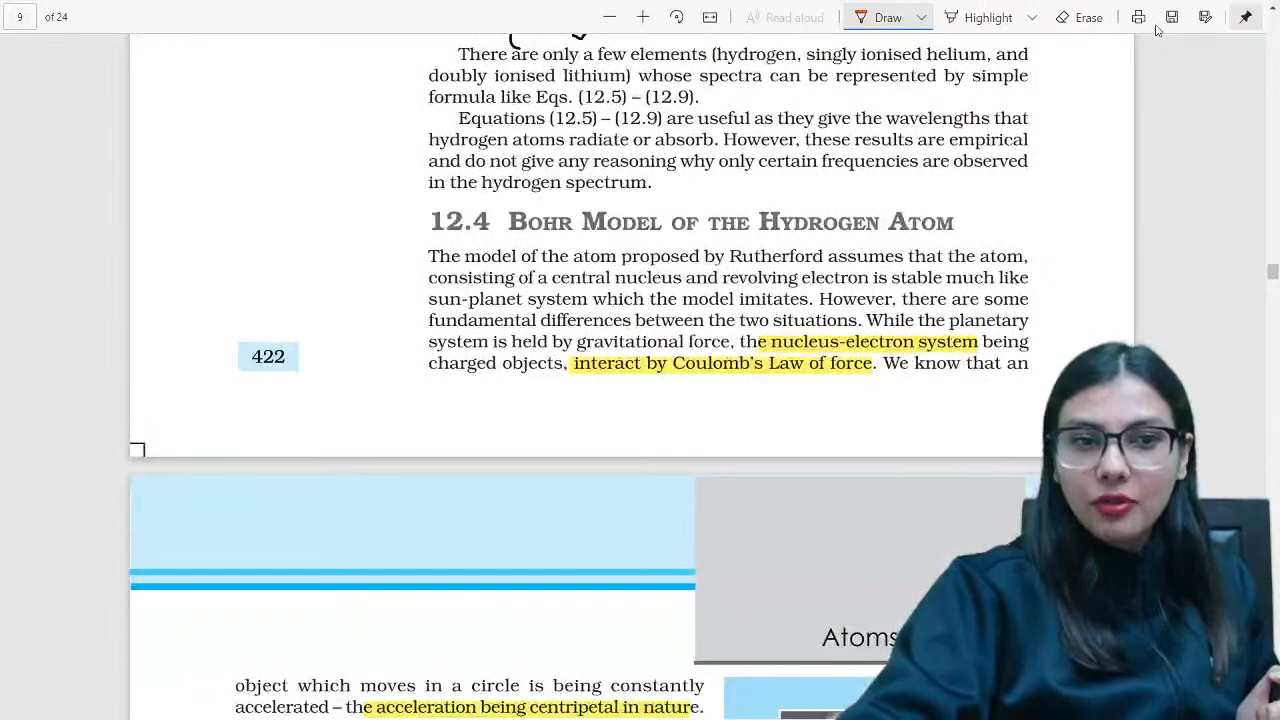 9 of 24
Read aloud
Draw
Highlight
Erase
There are only a few elements (hydrogen, singly ionised helium, and
doubly ionised lithium) whose spectra can be represented by simple
formula like Eqs. (12.5) – (12.9).
Equations (12.5) – (12.9) are useful as they give the wavelengths that
hydrogen atoms radiate or absorb. However, these results are empirical
and do not give any reasoning why only certain frequencies are observed
in the hydrogen spectrum.
12.4 BOHR MODEL OF THE HYDROGEN ATOM
The model of the atom proposed by Rutherford assumes that the atom,
consisting of a central nucleus and revolving electron is stable much like
sun-planet system which the model imitates. However, there are some
fundamental differences between the two situations. While the planetary
system is held by gravitational force, the nucleus-electron system being
charged objects, interact by Coulomb's Law of force. We know that an
422
Atoms
object which moves in a circle is being constantly
accelerated – the acceleration being centripetal in nature.